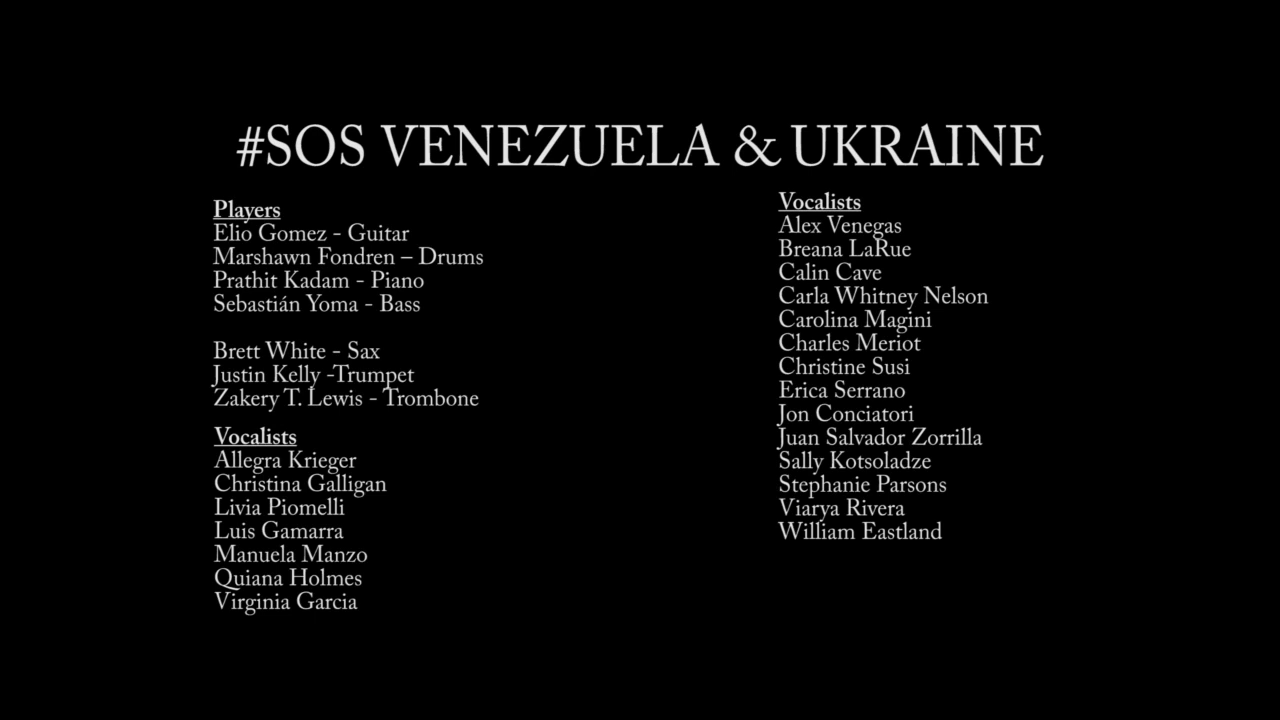 #SOS VENEZUELA & UKRAINE
Players
Elio Gomez - Guitar
Marshawn Fondren – Drums
Prathit Kadam - Piano
Sebastián Yoma - Bass
Brett White - Sax
Justin Kelly -Trumpet
Zakery T. Lewis - Trombone
Vocalists
Allegra Krieger
Christina Galligan
Livia Piomelli
Luis Gamarra
Manuela Manzo
Quiana Holmes
Virginia Garcia
Vocalists
Alex Venegas
Breana LaRue
Calin Cave
Carla Whitney Nelson
Carolina Magini
Charles Meriot
Christine Susi
Erica Serrano
Jon Conciatori
Juan Salvador Zorrilla
Sally Kotsoladze
Stephanie Parsons
Viarya Rivera
William Eastland